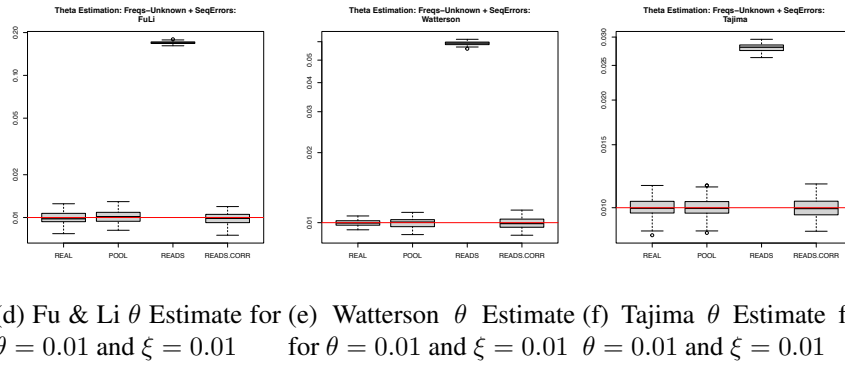 Theta Estimation: Freqs−Unknown + SeqErrors:
FuLi
0.20
0.10
0.05
0.02
0.01
REAL POOL READS READS.CORR
Theta Estimation: Freqs−Unknown + SeqErrors:
Watterson
0.05
0.04
0.03
0.02
0.01
REAL POOL READS READS.CORR
Theta Estimation: Freqs−Unknown + SeqErrors:
Tajima
0.030
0.025
0.020
0.015
0.010
REAL POOL READS READS.CORR
(d) Fu & Li θ Estimate for
θ = 0.01 and ξ = 0.01
(e) Watterson θ Estimate
for θ = 0.01 and ξ = 0.01
(f) Tajima θ Estimate f
θ = 0.01 and ξ = 0.01